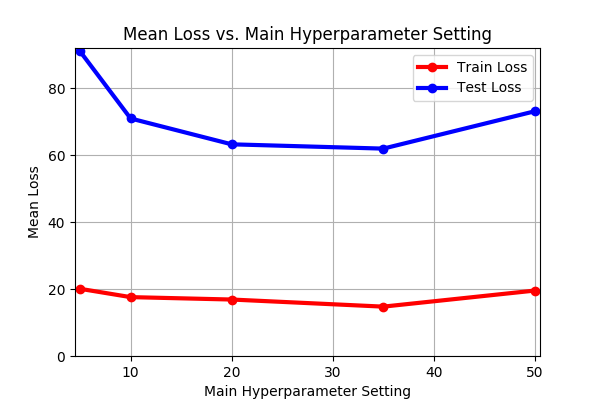 Mean Loss vs. Main Hyperparameter Setting
Train Loss
Test Loss
Mean Loss
80
60
40
20
0
10 20 30 40 50
Main Hyperparameter Setting